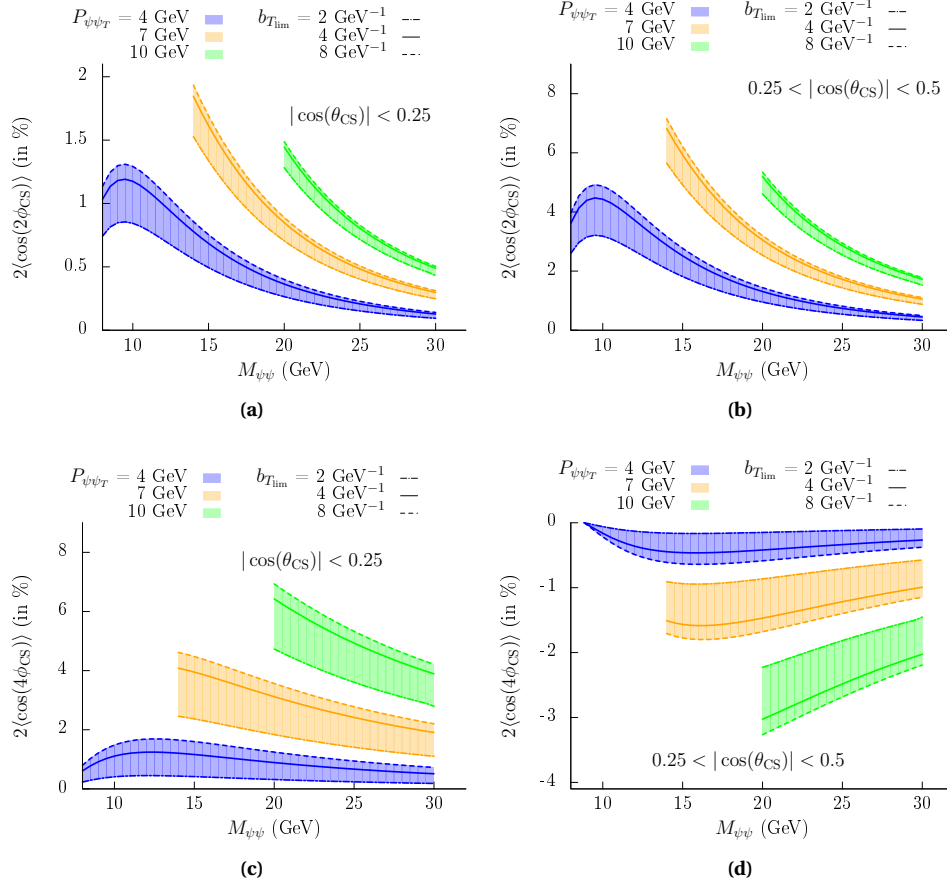 P_{ψψ_T} = 4 GeV b_{T_lim} = 2 GeV⁻¹
7 GeV 4 GeV⁻¹
10 GeV 8 GeV⁻¹
2
1.5
1
0.5
0
2⟨cos(2ϕ_CS)⟩ (in %)
|cos(θ_CS)| < 0.25
10 15 20 25 30
M_ψψ (GeV)
(a)
P_{ψψ_T} = 4 GeV b_{T_lim} = 2 GeV⁻¹
7 GeV 4 GeV⁻¹
10 GeV 8 GeV⁻¹
8
6
4
2
0
2⟨cos(2ϕ_CS)⟩ (in %)
0.25 < |cos(θ_CS)| < 0.5
10 15 20 25 30
M_ψψ (GeV)
(b)
P_{ψψ_T} = 4 GeV b_{T_lim} = 2 GeV⁻¹
7 GeV 4 GeV⁻¹
10 GeV 8 GeV⁻¹
8
6
4
2
0
2⟨cos(4ϕ_CS)⟩ (in %)
|cos(θ_CS)| < 0.25
10 15 20 25 30
M_ψψ (GeV)
(c)
P_{ψψ_T} = 4 GeV b_{T_lim} = 2 GeV⁻¹
7 GeV 4 GeV⁻¹
10 GeV 8 GeV⁻¹
0
-1
-2
-3
-4
2⟨cos(4ϕ_CS)⟩ (in %)
0.25 < |cos(θ_CS)| < 0.5
10 15 20 25 30
M_ψψ (GeV)
(d)